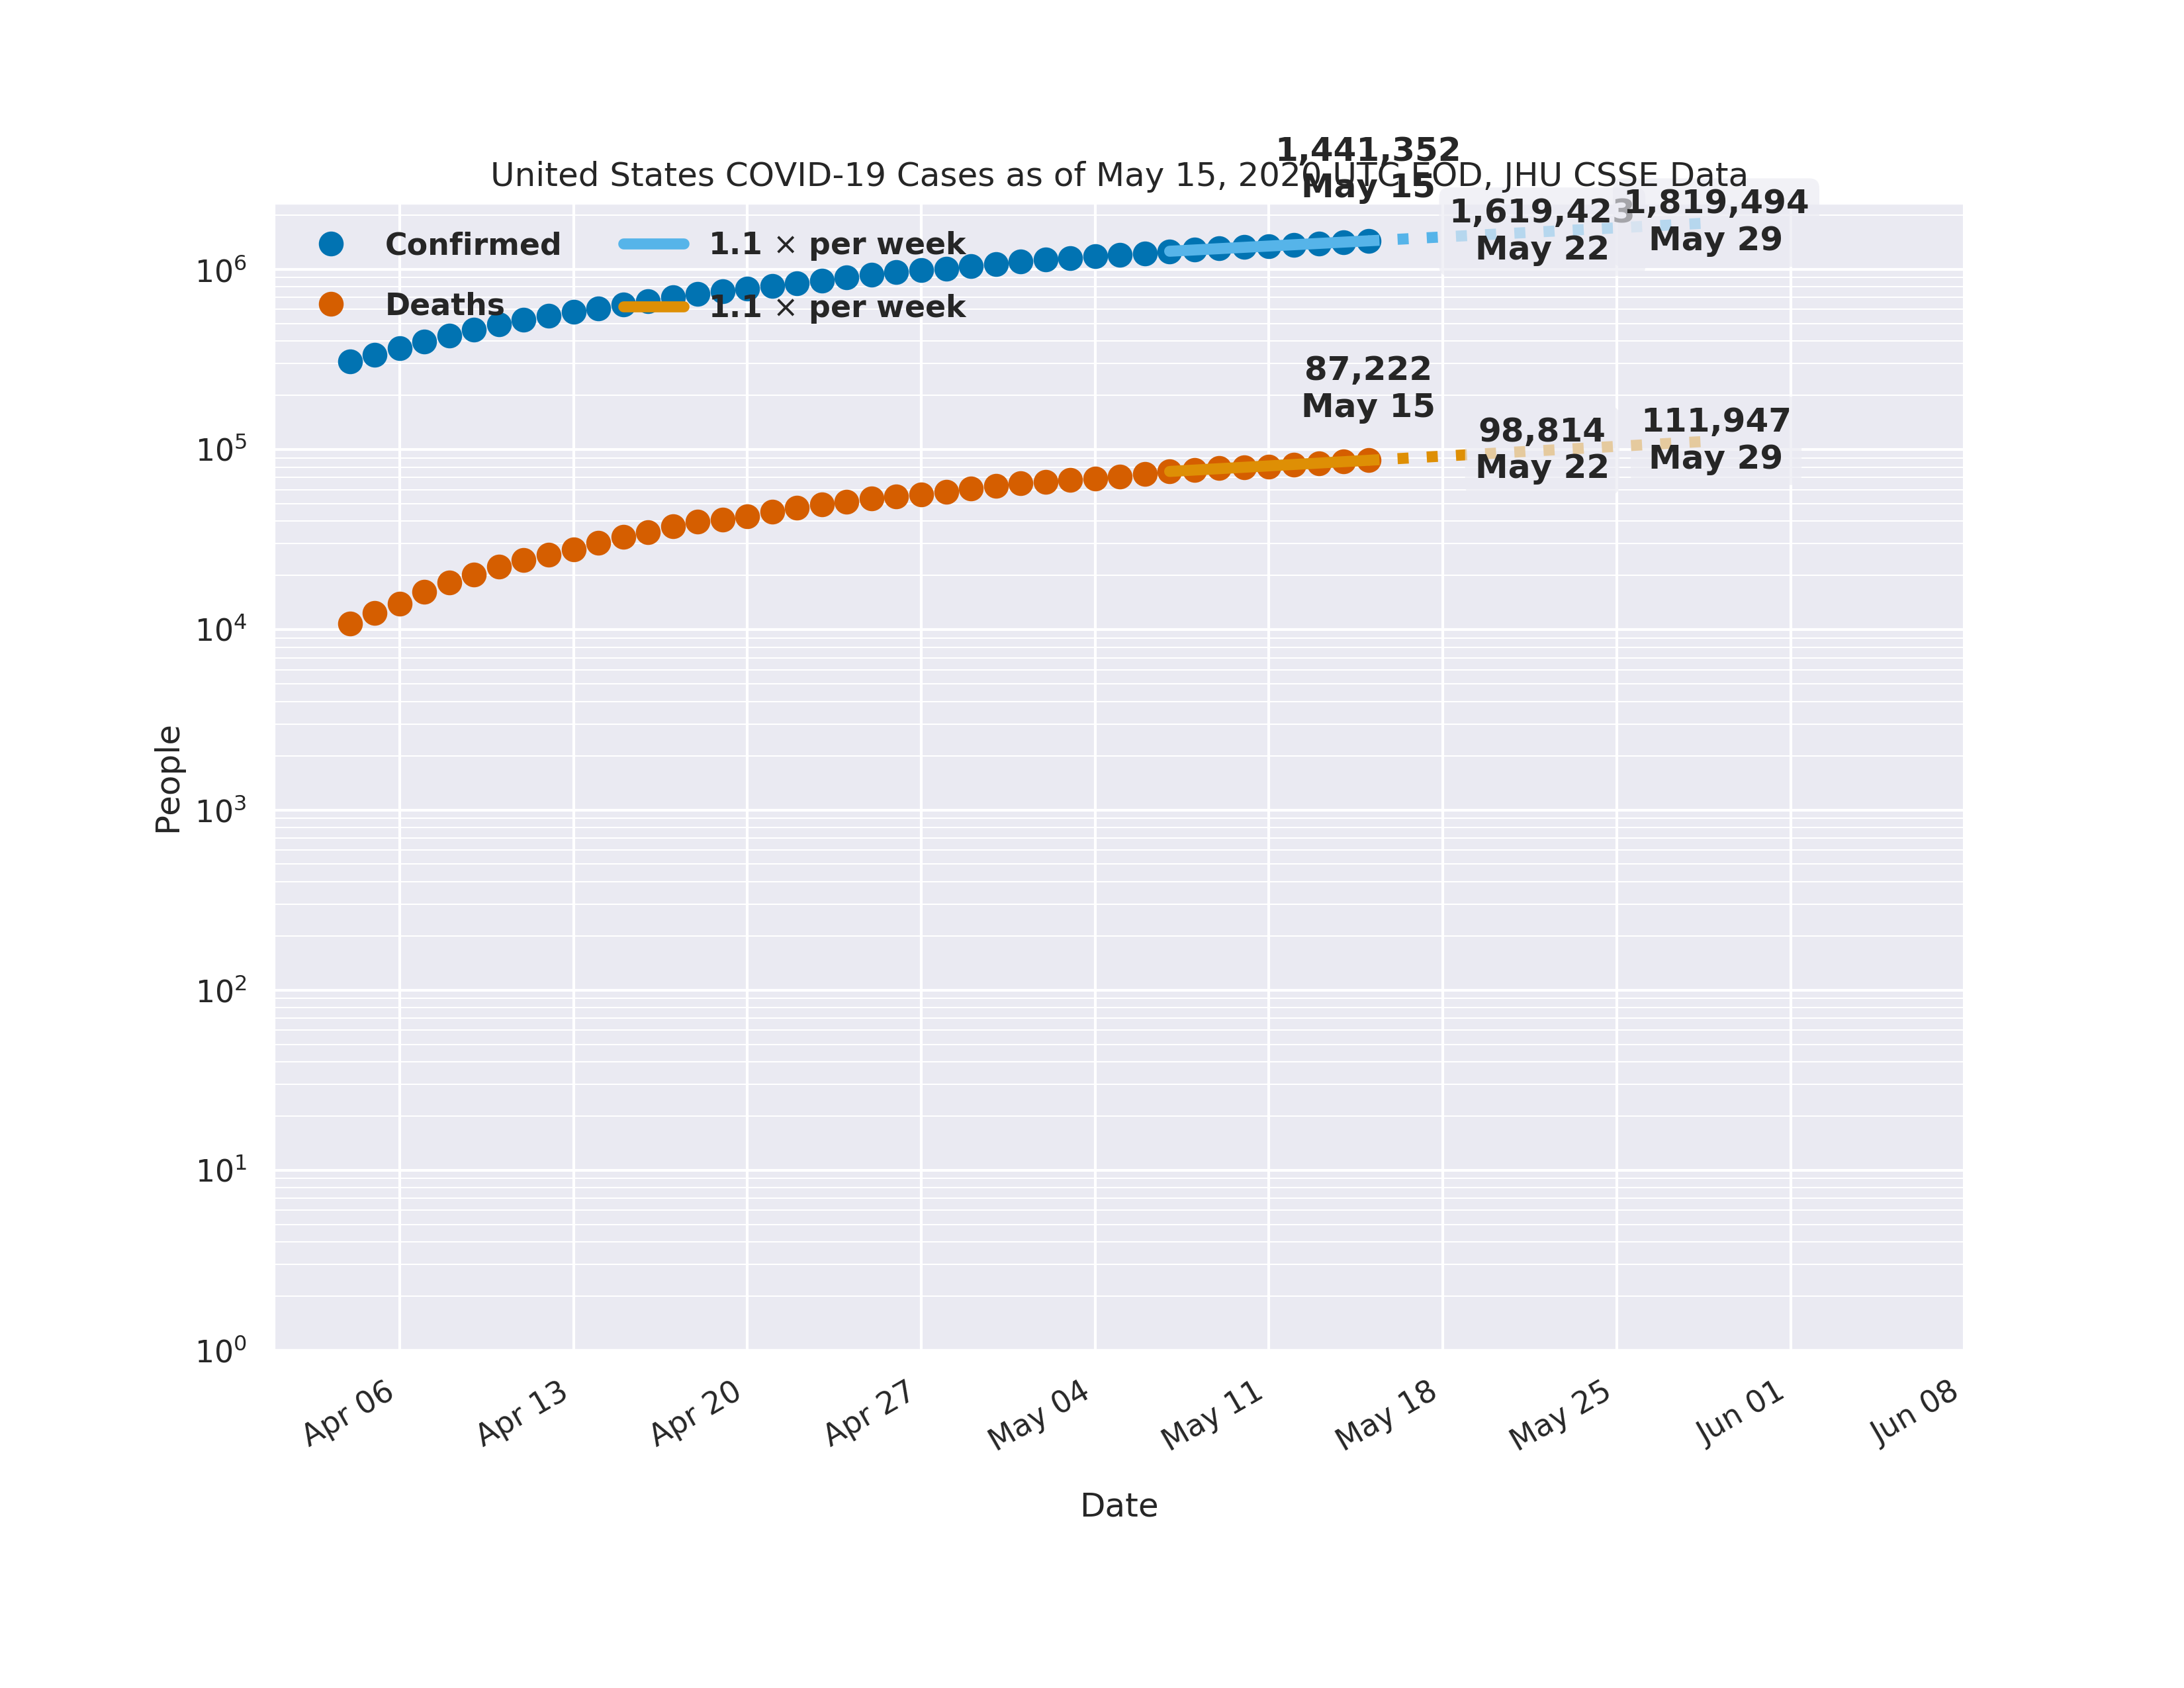 1,441,352
May 15
United States COVID-19 Cases as of May 15, 2020 UTC EOD, JHU CSSE Data
1,619,423
May 22
1,819,494
May 29
Confirmed
1.1 × per week
Deaths
1.1 × per week
87,222
May 15
98,814
May 22
111,947
May 29
People
10⁶
10⁵
10⁴
10³
10²
10¹
10⁰
Apr 06
Apr 13
Apr 20
Apr 27
May 04
May 11
May 18
May 25
Jun 01
Jun 08
Date